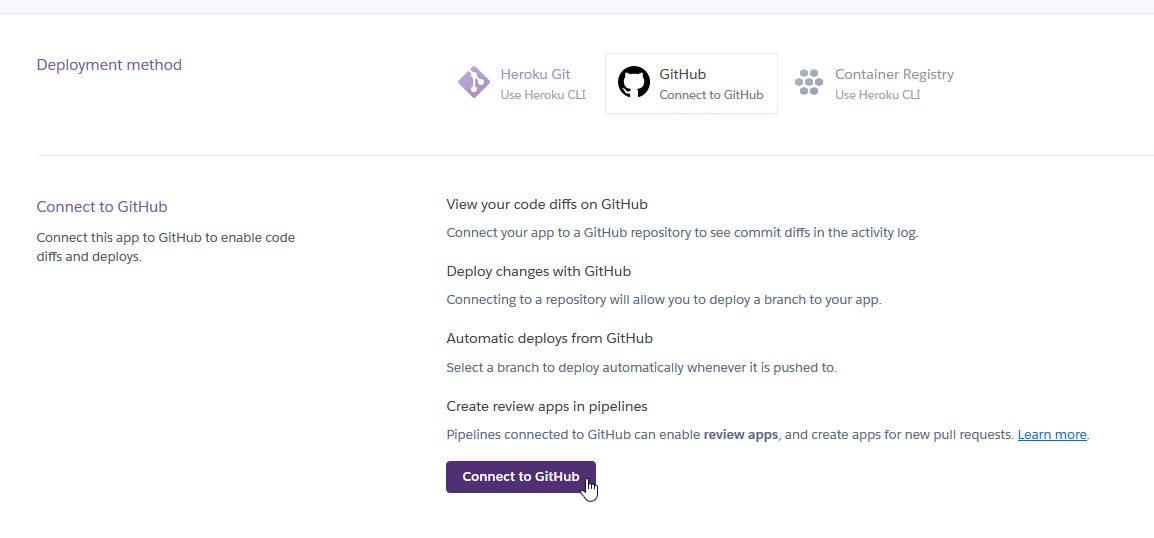 Deployment method
Heroku Git
Use Heroku CLI
GitHub
Connect to GitHub
Container Registry
Use Heroku CLI
Connect to GitHub
Connect this app to GitHub to enable code
diffs and deploys.
View your code diffs on GitHub
Connect your app to a GitHub repository to see commit diffs in the activity log.
Deploy changes with GitHub
Connecting to a repository will allow you to deploy a branch to your app.
Automatic deploys from GitHub
Select a branch to deploy automatically whenever it is pushed to.
Create review apps in pipelines
Pipelines connected to GitHub can enable review apps, and create apps for new pull requests. Learn more.
Connect to GitHub